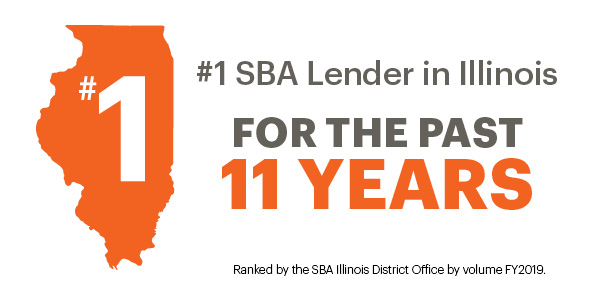 #1
#1 SBA Lender in Illinois
FOR THE PAST
11 YEARS
Ranked by the SBA Illinois District Office by volume FY2019.